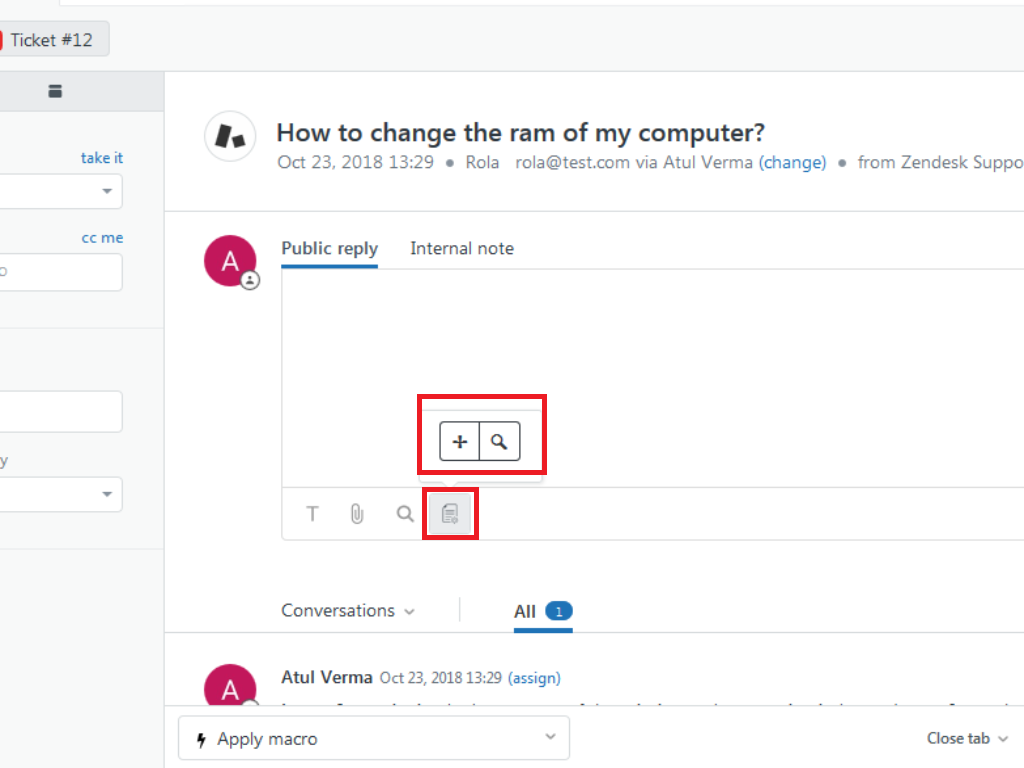 Ticket #12
take it
cc me
y
How to change the ram of my computer?
Oct 23, 2018 13:29 • Rola rola@test.com via Atul Verma (change) • from Zendesk Suppo
A
Public reply Internal note
T
Conversations All 1
A
Atul Verma Oct 23, 2018 13:29 (assign)
Apply macro
Close tab